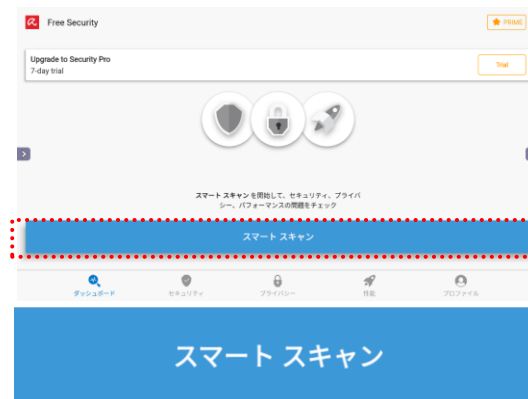 Free Security
PRIME
Upgrade to Security Pro
7-day trial
Trial
スマート スキャン を開始して、セキュリティ、プライバ
シー、パフォーマンスの問題をチェック
スマート スキャン
ダッシュボード
セキュリティ
プライバシー
性能
プロファイル
スマート スキャン